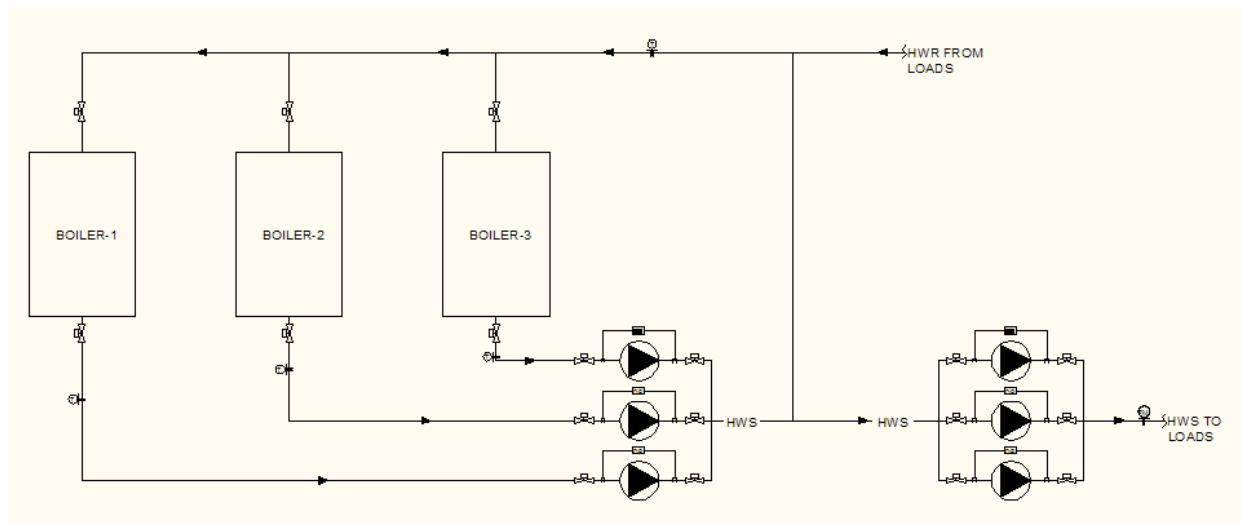 HWR FROM
LOADS
BOILER-1
BOILER-2
BOILER-3
HWS
HWS
HWS TO
LOADS